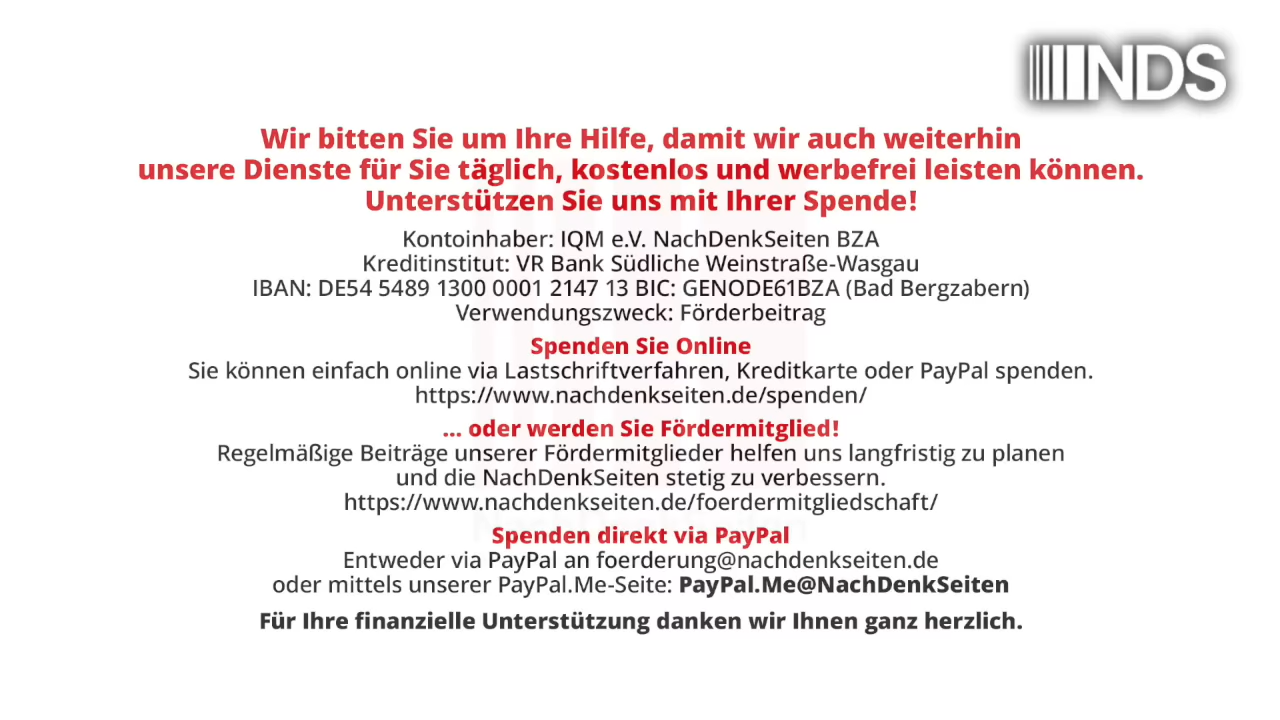 NDS
Wir bitten Sie um Ihre Hilfe, damit wir auch weiterhin
unsere Dienste für Sie täglich, kostenlos und werbefrei leisten können.
Unterstützen Sie uns mit Ihrer Spende!
Kontoinhaber: IQM e.V. NachDenkSeiten BZA
Kreditinstitut: VR Bank Südliche Weinstraße-Wasgau
IBAN: DE54 5489 1300 0001 2147 13 BIC: GENODE61BZA (Bad Bergzabern)
Verwendungszweck: Förderbeitrag
Spenden Sie Online
Sie können einfach online via Lastschriftverfahren, Kreditkarte oder PayPal spenden.
https://www.nachdenkseiten.de/spenden/
... oder werden Sie Fördermitglied!
Regelmäßige Beiträge unserer Fördermitglieder helfen uns langfristig zu planen
und die NachDenkSeiten stetig zu verbessern.
https://www.nachdenkseiten.de/foerdermitgliedschaft/
Spenden direkt via PayPal
Entweder via PayPal an foerderung@nachdenkseiten.de
oder mittels unserer PayPal.Me-Seite: PayPal.Me@NachDenkSeiten
Für Ihre finanzielle Unterstützung danken wir Ihnen ganz herzlich.